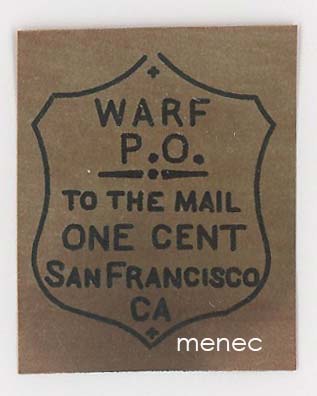 WARF
P.O.
TO THE MAIL
ONE CENT
SAN FRANCISCO
CA
menec